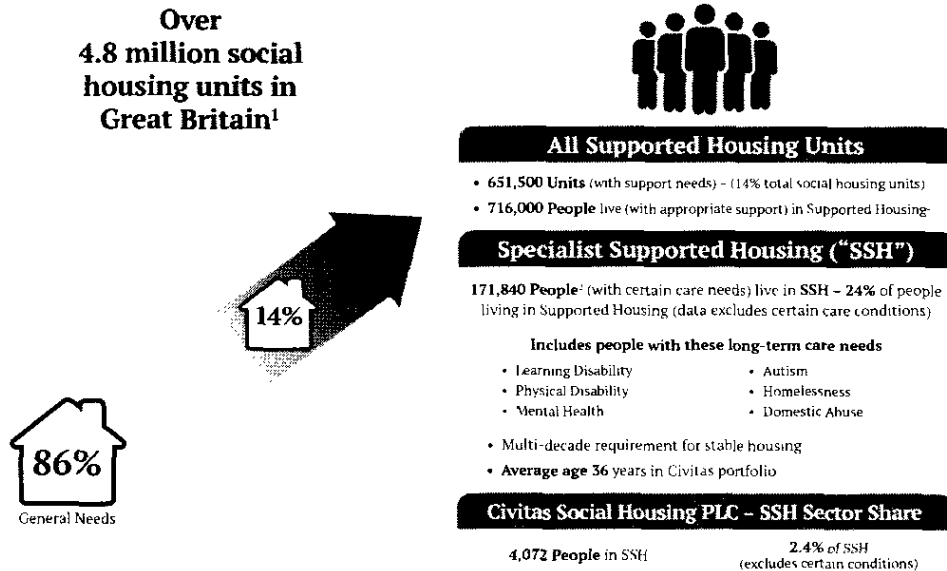 Over
4.8 million social
housing units in
Great Britain¹
14%
86%
General Needs
All Supported Housing Units
• 651,500 Units (with support needs) – (14% total social housing units)
• 716,000 People live (with appropriate support) in Supported Housing²
Specialist Supported Housing (“SSH”)
171,840 People² (with certain care needs) live in SSH – 24% of people
living in Supported Housing (data excludes certain care conditions)
Includes people with these long-term care needs
• Learning Disability
• Physical Disability
• Mental Health
• Autism
• Homelessness
• Domestic Abuse
• Multi-decade requirement for stable housing
• Average age 36 years in Civitas portfolio
Civitas Social Housing PLC – SSH Sector Share
4,072 People in SSH
2.4% of SSH
(excludes certain conditions)